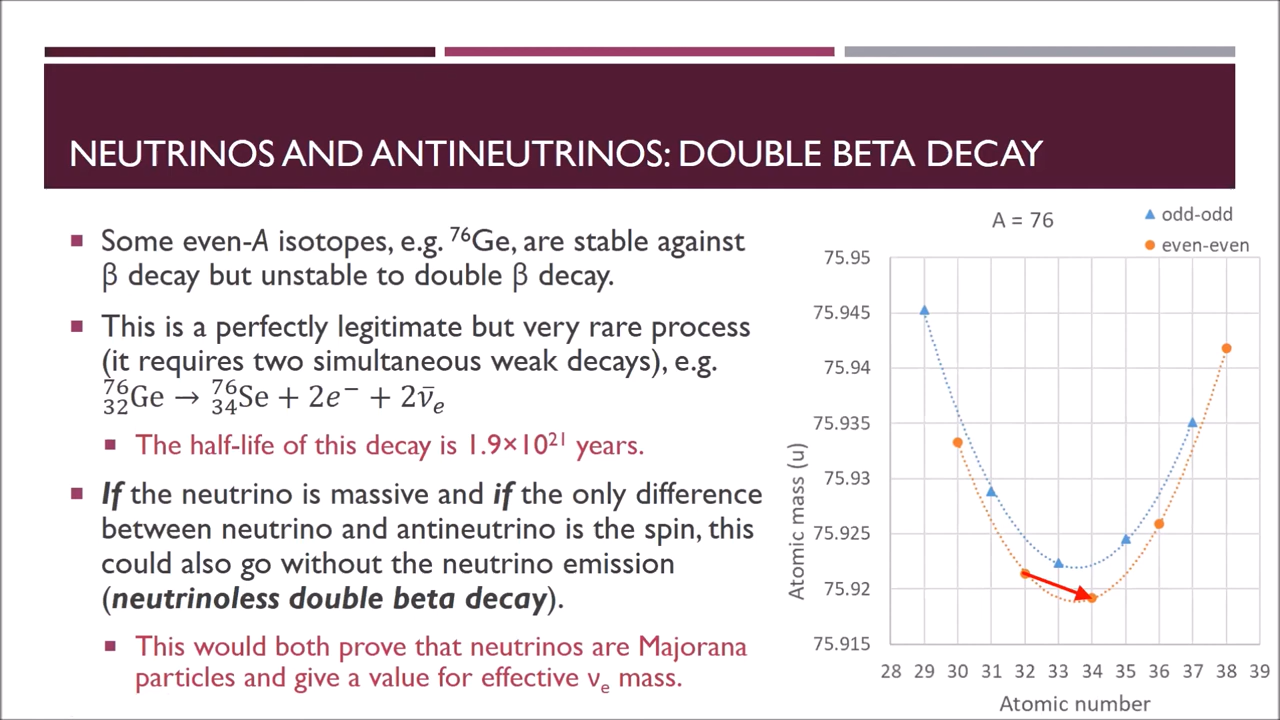 NEUTRINOS AND ANTINEUTRINOS: DOUBLE BETA DECAY
▪ Some even-A isotopes, e.g. ⁷⁶Ge, are stable against
β decay but unstable to double β decay.
▪ This is a perfectly legitimate but very rare process
(it requires two simultaneous weak decays), e.g.
⁷⁶₃₂Ge → ⁷⁶₃₄Se + 2e⁻ + 2ν̄ₑ
▪ The half-life of this decay is 1.9×10²¹ years.
▪ If the neutrino is massive and if the only difference
between neutrino and antineutrino is the spin, this
could also go without the neutrino emission
(neutrinoless double beta decay).
▪ This would both prove that neutrinos are Majorana
particles and give a value for effective νₑ mass.
A = 76
odd-odd
even-even
75.95
75.945
75.94
75.935
75.93
75.925
75.92
75.915
Atomic mass (u)
28 29 30 31 32 33 34 35 36 37 38 39
Atomic number